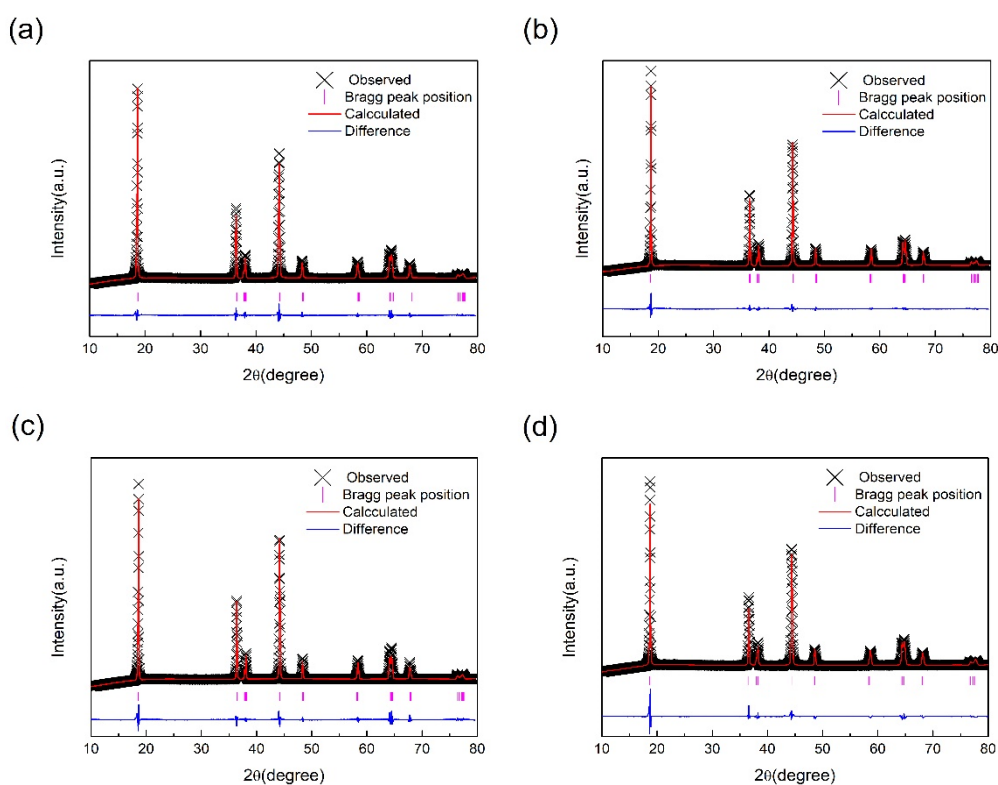 (a)
Observed
Bragg peak position
Calcculated
Difference
Intensity(a.u.)
10 20 30 40 50 60 70 80
2θ(degree)
(b)
Observed
Bragg peak position
Calcculated
Difference
Intensity(a.u.)
10 20 30 40 50 60 70 80
2θ(degree)
(c)
Observed
Bragg peak position
Calcculated
Difference
Intensity(a.u.)
10 20 30 40 50 60 70 80
2θ(degree)
(d)
Observed
Bragg peak position
Calcculated
Difference
Intensity(a.u.)
10 20 30 40 50 60 70 80
2θ(degree)